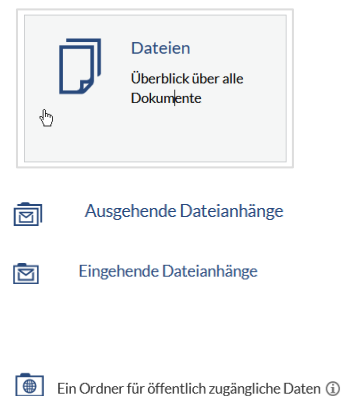 Dateien
Überblick über alle
Dokumente
Ausgehende Dateianhänge
Eingehende Dateianhänge
Ein Ordner für öffentlich zugängliche Daten